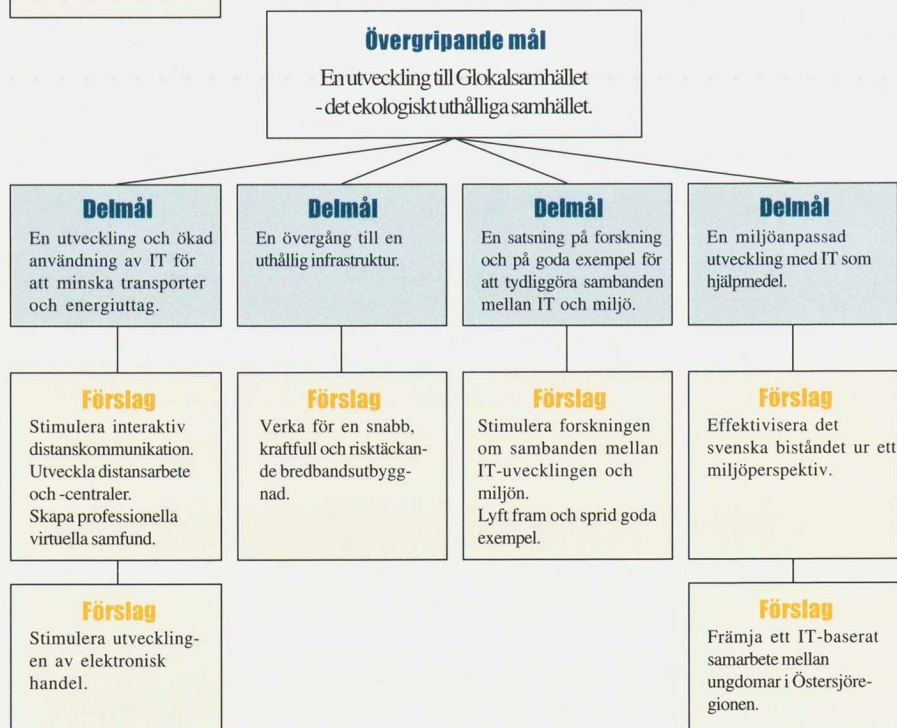 Övergripande mål
En utveckling till Glokalsamhället
- det ekologiskt uthålliga samhället.
Delmål
En utveckling och ökad
användning av IT för
att minska transporter
och energiuttag.
Delmål
En övergång till en
uthållig infrastruktur.
Delmål
En satsning på forskning
och på goda exempel för
att tydliggöra sambanden
mellan IT och miljö.
Delmål
En miljöanpassad
utveckling med IT som
hjälpmedel.
Förslag
Stimulera interaktiv
distanskommunikation.
Utveckla distansarbete
och -centraler.
Skapa professionella
virtuella samfund.
Förslag
Verka för en snabb,
kraftfull och risktäckan-
de bredbandsutbygg-
nad.
Förslag
Stimulera forskningen
om sambanden mellan
IT-uvecklingen och
miljön.
Lyft fram och sprid goda
exempel.
Förslag
Effektivisera det
svenska biståndet ur ett
miljöperspektiv.
Förslag
Stimulera utveckling-
en av elektronisk
handel.
Förslag
Främja ett IT-baserat
samarbete mellan
ungdomar i Östersjöre-
gionen.